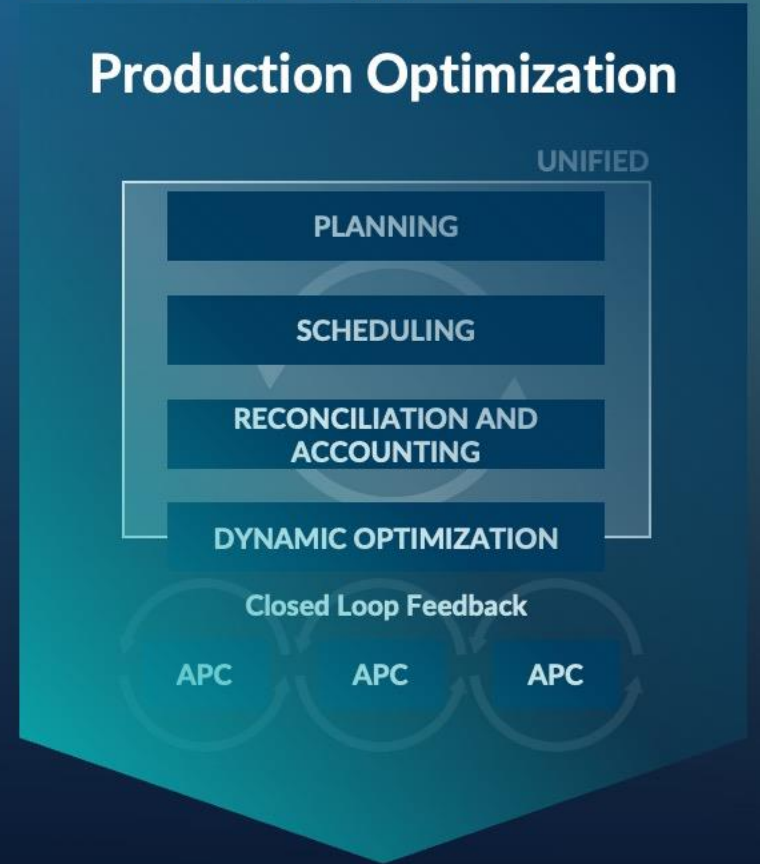 Production Optimization
UNIFIED
PLANNING
SCHEDULING
RECONCILIATION AND
ACCOUNTING
DYNAMIC OPTIMIZATION
Closed Loop Feedback
APC APC APC